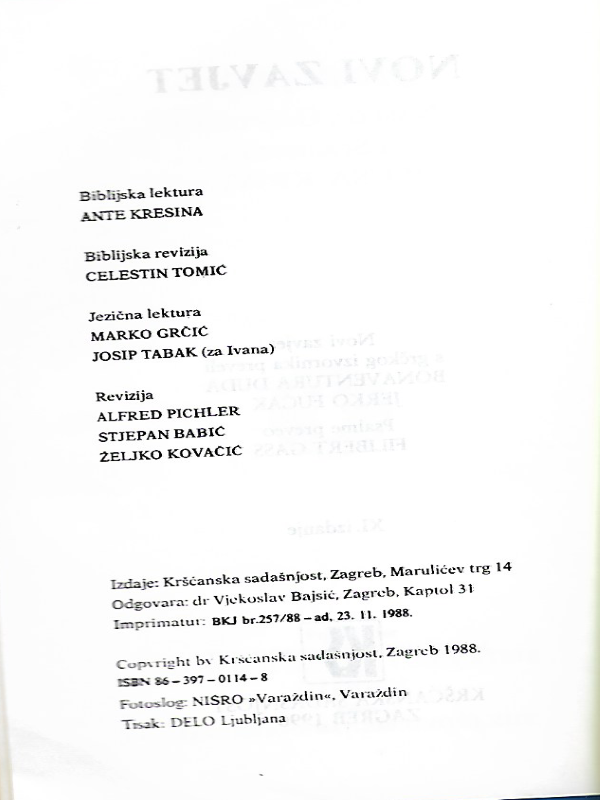 Biblijska lektura
ANTE KRESINA
Biblijska revizija
CELESTIN TOMIĆ
Jezična lektura
MARKO GRČIĆ
JOSIP TABAK (za Ivana)
Revizija
ALFRED PICHLER
STJEPAN BABIĆ
ŽELJKO KOVAČIĆ
Izdaje: Kršćanska sadašnjost, Zagreb, Marulićev trg 14
Odgovara: dr Vjekoslav Bajsić, Zagreb, Kaptol 31
Imprimatur: BKJ br.257/88 – ad, 23. 11. 1988.
Copyright by Kršćanska sadašnjost, Zagreb 1988.
ISBN 86-397-0114-8
Fotoslog: NIŠRO »Varaždin«, Varaždin
Tisak: DELO Ljubljana